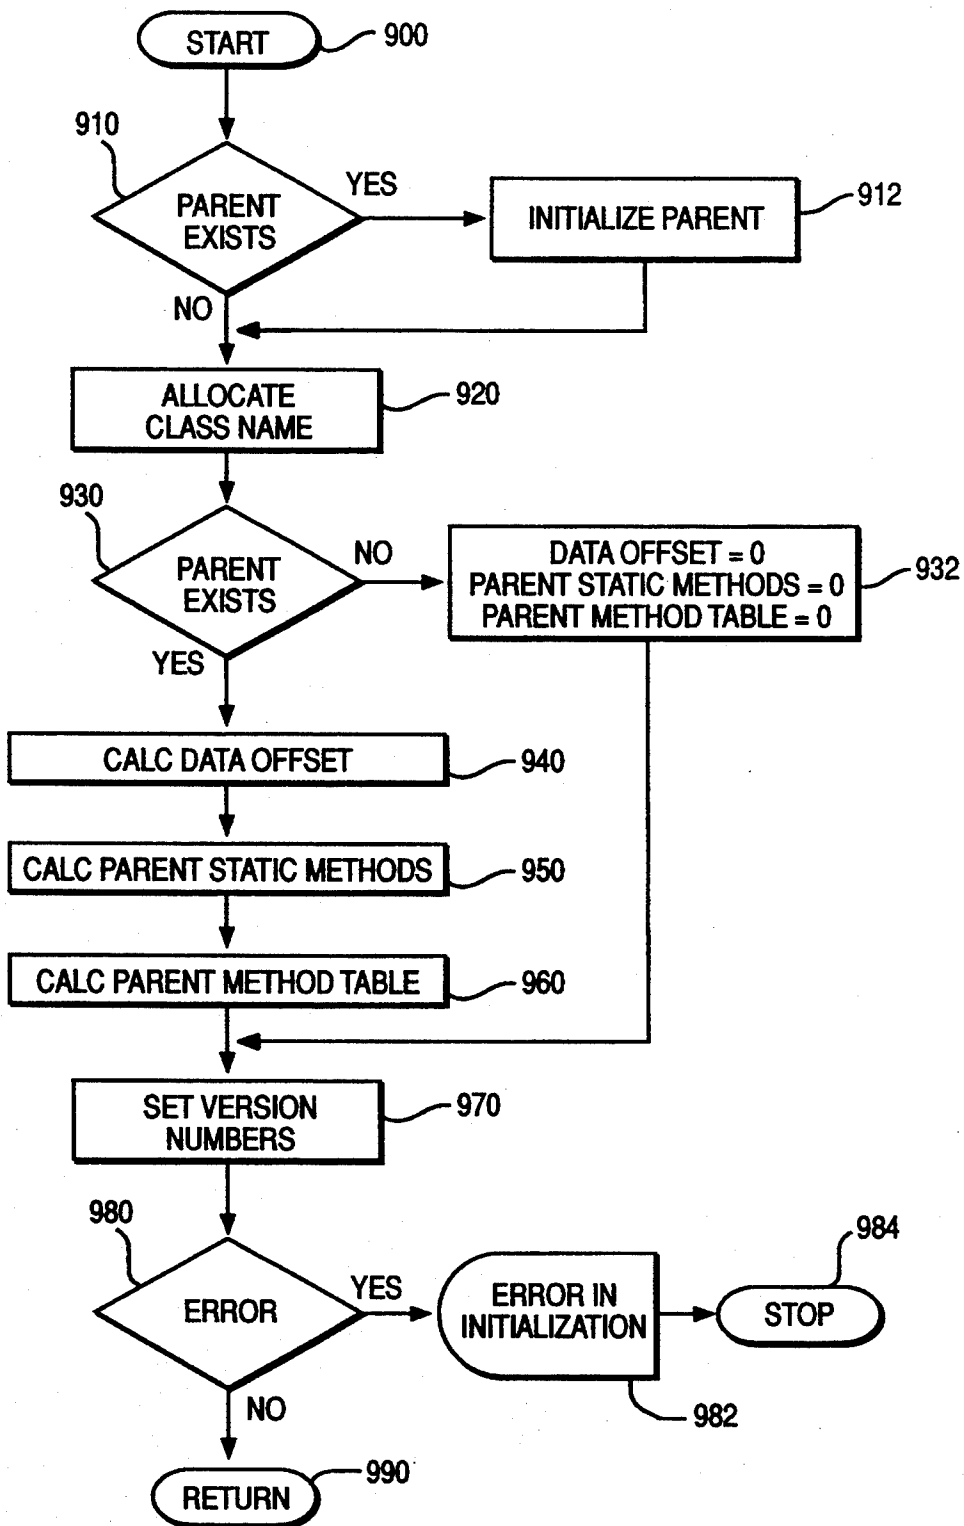 START
900
910
PARENT
EXISTS
YES
INITIALIZE PARENT
912
NO
ALLOCATE
CLASS NAME
920
930
PARENT
EXISTS
NO
DATA OFFSET = 0
PARENT STATIC METHODS = 0
PARENT METHOD TABLE = 0
932
YES
CALC DATA OFFSET
940
CALC PARENT STATIC METHODS
950
CALC PARENT METHOD TABLE
960
SET VERSION
NUMBERS
970
980
ERROR
YES
ERROR IN
INITIALIZATION
982
984
STOP
NO
RETURN
990